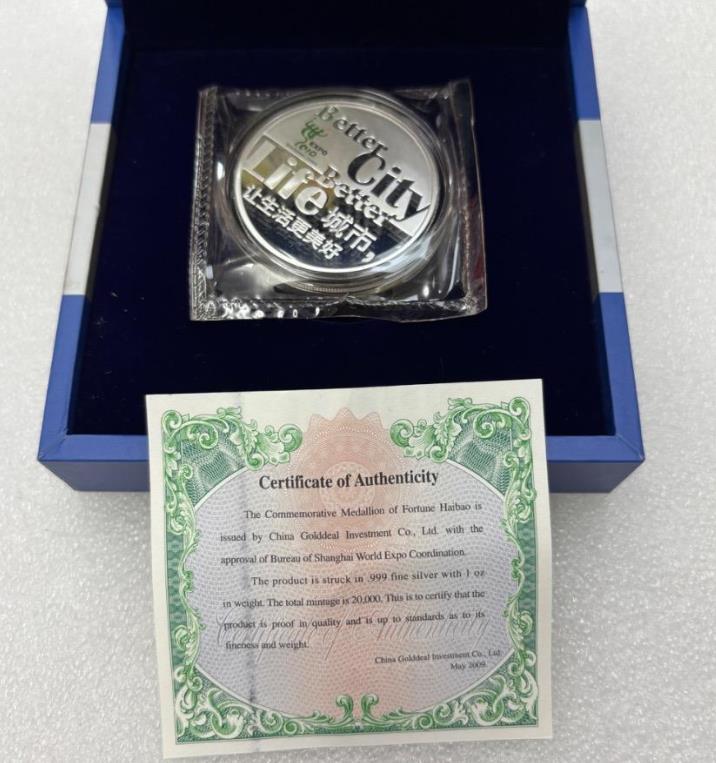 Better
City
EXPO
2010
Better
Life
城市,
让生活更美好
Certificate of Authenticity
The Commemorative Medallion of Fortune Haibao is
issued by China Golddeal Investment Co., Ltd. with the
approval of Bureau of Shanghai World Expo Coordination.
The product is struck in .999 fine silver with 1 oz
in weight. The total mintage is 20,000. This is to certify that the
product is proof in quality and is up to standards as to its
fineness and weight.
China Golddeal Investment Co., Ltd.
May 2009.